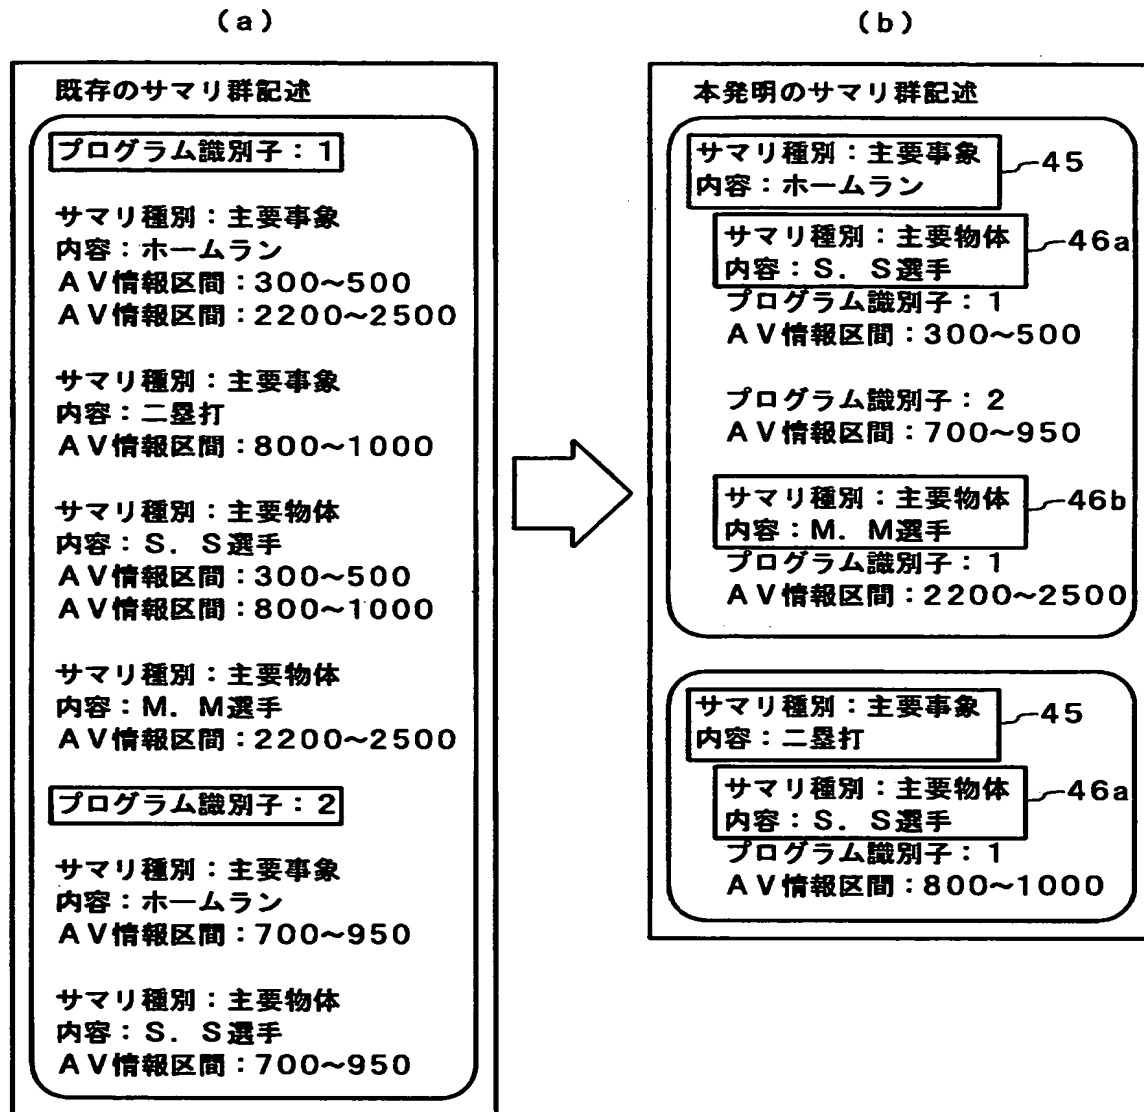 (a)
既存のサマリ群記述
プログラム識別子：1
サマリ種別：主要事象
内容：ホームラン
ＡＶ情報区間：300~500
ＡＶ情報区間：2200~2500
サマリ種別：主要事象
内容：二塁打
ＡＶ情報区間：800~1000
サマリ種別：主要物体
内容：Ｓ．Ｓ選手
ＡＶ情報区間：300~500
ＡＶ情報区間：800~1000
サマリ種別：主要物体
内容：Ｍ．Ｍ選手
ＡＶ情報区間：2200~2500
プログラム識別子：2
サマリ種別：主要事象
内容：ホームラン
ＡＶ情報区間：700~950
サマリ種別：主要物体
内容：Ｓ．Ｓ選手
ＡＶ情報区間：700~950
(b)
本発明のサマリ群記述
サマリ種別：主要事象
内容：ホームラン
45
サマリ種別：主要物体
内容：Ｓ．Ｓ選手
46a
プログラム識別子：1
ＡＶ情報区間：300~500
プログラム識別子：2
ＡＶ情報区間：700~950
サマリ種別：主要物体
内容：Ｍ．Ｍ選手
46b
プログラム識別子：1
ＡＶ情報区間：2200~2500
サマリ種別：主要事象
内容：二塁打
45
サマリ種別：主要物体
内容：Ｓ．Ｓ選手
46a
プログラム識別子：1
ＡＶ情報区間：800~1000